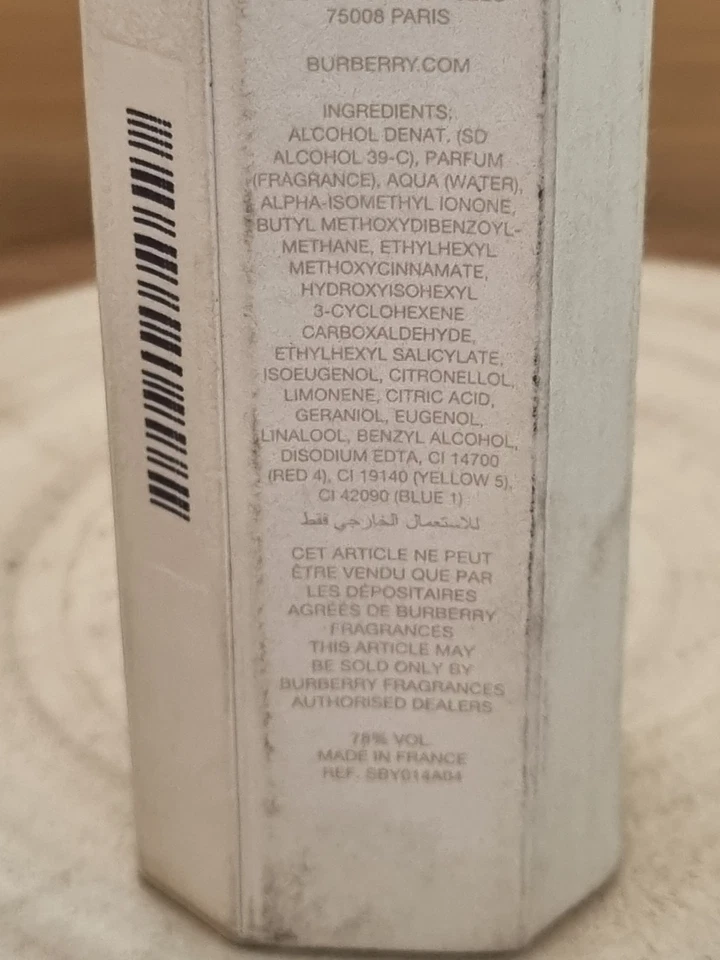 75008 PARIS
BURBERRY.COM
INGREDIENTS:
ALCOHOL DENAT. (SD
ALCOHOL 39-C), PARFUM
(FRAGRANCE), AQUA (WATER),
ALPHA-ISOMETHYL IONONE,
BUTYL METHOXYDIBENZOYL-
METHANE, ETHYLHEXYL
METHOXYCINNAMATE,
HYDROXYISOHEXYL
3-CYCLOHEXENE
CARBOXALDEHYDE,
ETHYLHEXYL SALICYLATE,
ISOEUGENOL, CITRONELLOL,
LIMONENE, CITRIC ACID,
GERANIOL, EUGENOL,
LINALOOL, BENZYL ALCOHOL,
DISODIUM EDTA, CI 14700
(RED 4), CI 19140 (YELLOW 5),
CI 42090 (BLUE 1)
للاستعمال الخارجي فقط
CET ARTICLE NE PEUT
ÊTRE VENDU QUE PAR
LES DÉPOSITAIRES
AGRÉÉS DE BURBERRY
FRAGRANCES
THIS ARTICLE MAY
BE SOLD ONLY BY
BURBERRY FRAGRANCES
AUTHORISED DEALERS
78% VOL
MADE IN FRANCE
REF. SBY014A04